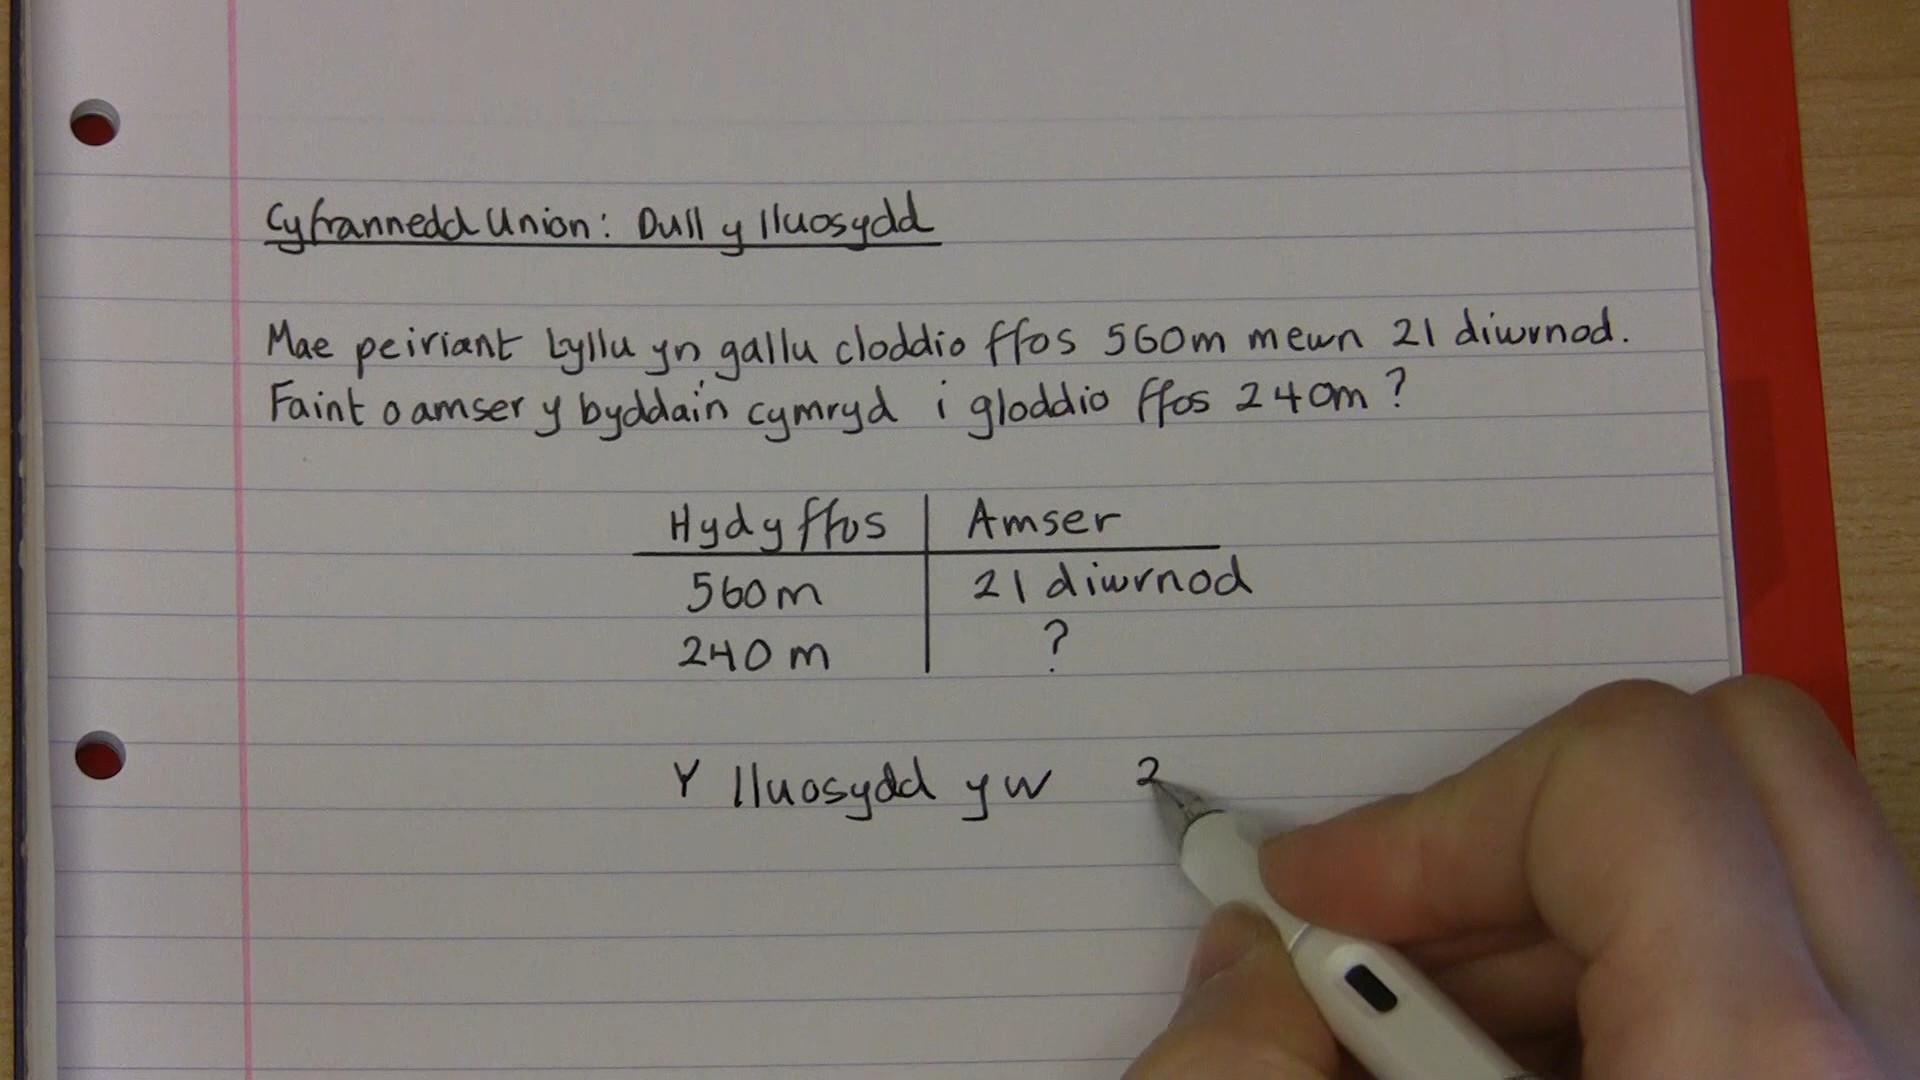 Cyfrannedd Union: Dull y lluosydd
Mae peiriant tyllu yn gallu cloddio ffos 560m mewn 21 diwrnod.
Faint o amser y byddai'n cymryd i gloddio ffos 240m?
Hyd y ffos Amser
560m 21 diwrnod
240m ?
Y lluosydd yw 2